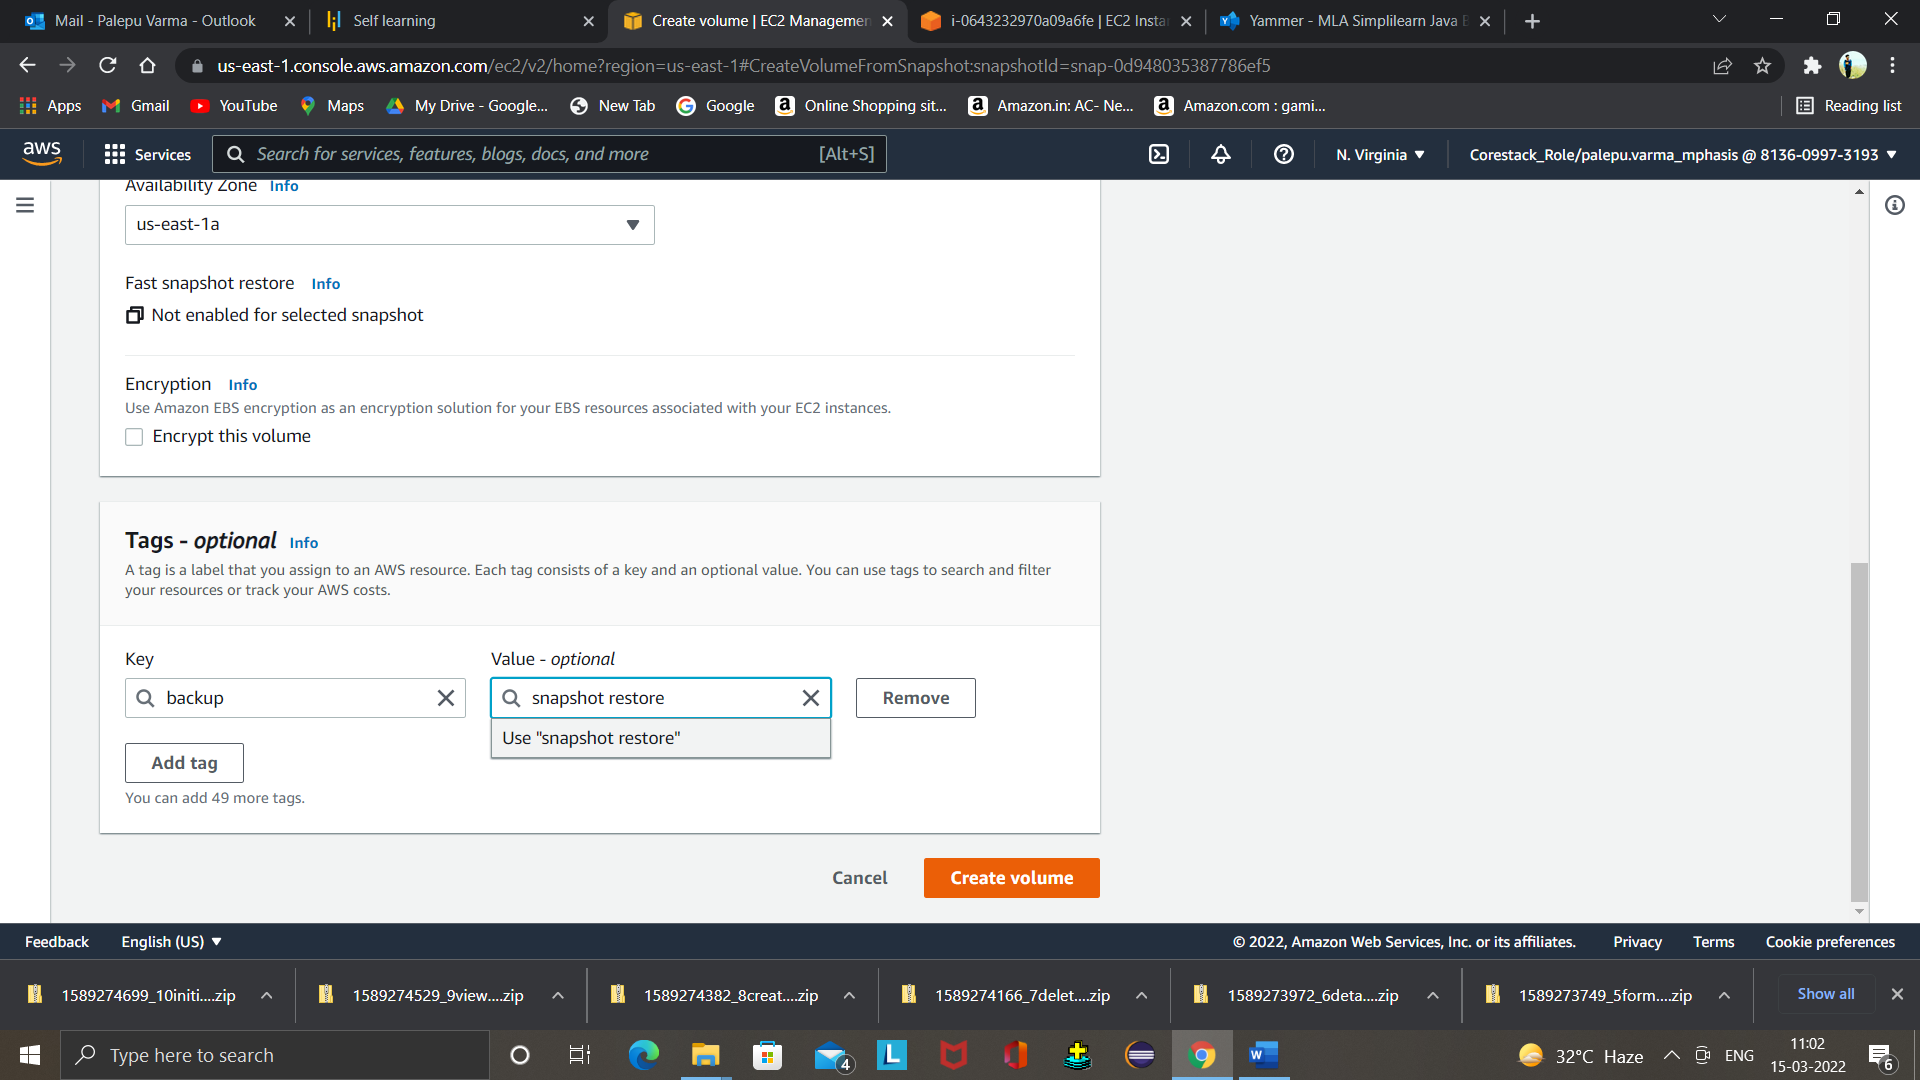 Mail - Palepu Varma - Outlook
Self learning
Create volume | EC2 Managemen
i-0643232970a09a6fe | EC2 Insta
Yammer - MLA Simplilearn Java B
us-east-1.console.aws.amazon.com/ec2/v2/home?region=us-east-1#CreateVolumeFromSnapshot:snapshotId=snap-0d948035387786ef5
Apps
Gmail
YouTube
Maps
My Drive - Google...
New Tab
Google
Online Shopping sit...
Amazon.in: AC- Ne...
Amazon.com : gami...
Reading list
aws
Services
Search for services, features, blogs, docs, and more
[Alt+S]
N. Virginia
Corestack_Role/palepu.varma_mphasis @ 8136-0997-3193
Availability Zone Info
us-east-1a
Fast snapshot restore Info
Not enabled for selected snapshot
Encryption Info
Use Amazon EBS encryption as an encryption solution for your EBS resources associated with your EC2 instances.
Encrypt this volume
Tags - optional Info
A tag is a label that you assign to an AWS resource. Each tag consists of a key and an optional value. You can use tags to search and filter
your resources or track your AWS costs.
Key
Value - optional
backup
snapshot restore
Remove
Use "snapshot restore"
Add tag
You can add 49 more tags.
Cancel
Create volume
Feedback
English (US)
© 2022, Amazon Web Services, Inc. or its affiliates.
Privacy
Terms
Cookie preferences
1589274699_10initi....zip
1589274529_9view....zip
1589274382_8creat....zip
1589274166_7delet....zip
1589273972_6deta....zip
1589273749_5form....zip
Show all
Type here to search
4
L
W
32°C Haze
ENG
11:02
15-03-2022
6